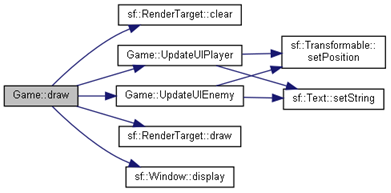 sf::RenderTarget::clear
Game::UpdateUIPlayer
sf::Transformable::
setPosition
Game::draw
Game::UpdateUIEnemy
sf::Text::setString
sf::RenderTarget::draw
sf::Window::display